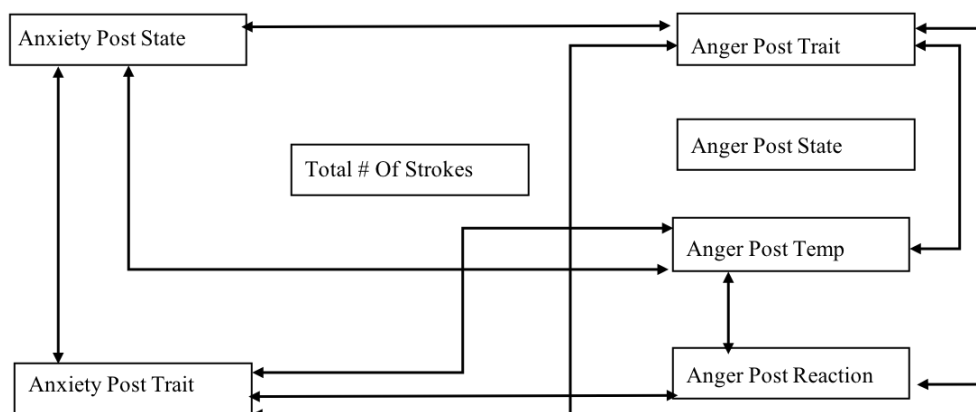 Anxiety Post State
Anger Post Trait
Anger Post State
Total # Of Strokes
Anger Post Temp
Anxiety Post Trait
Anger Post Reaction